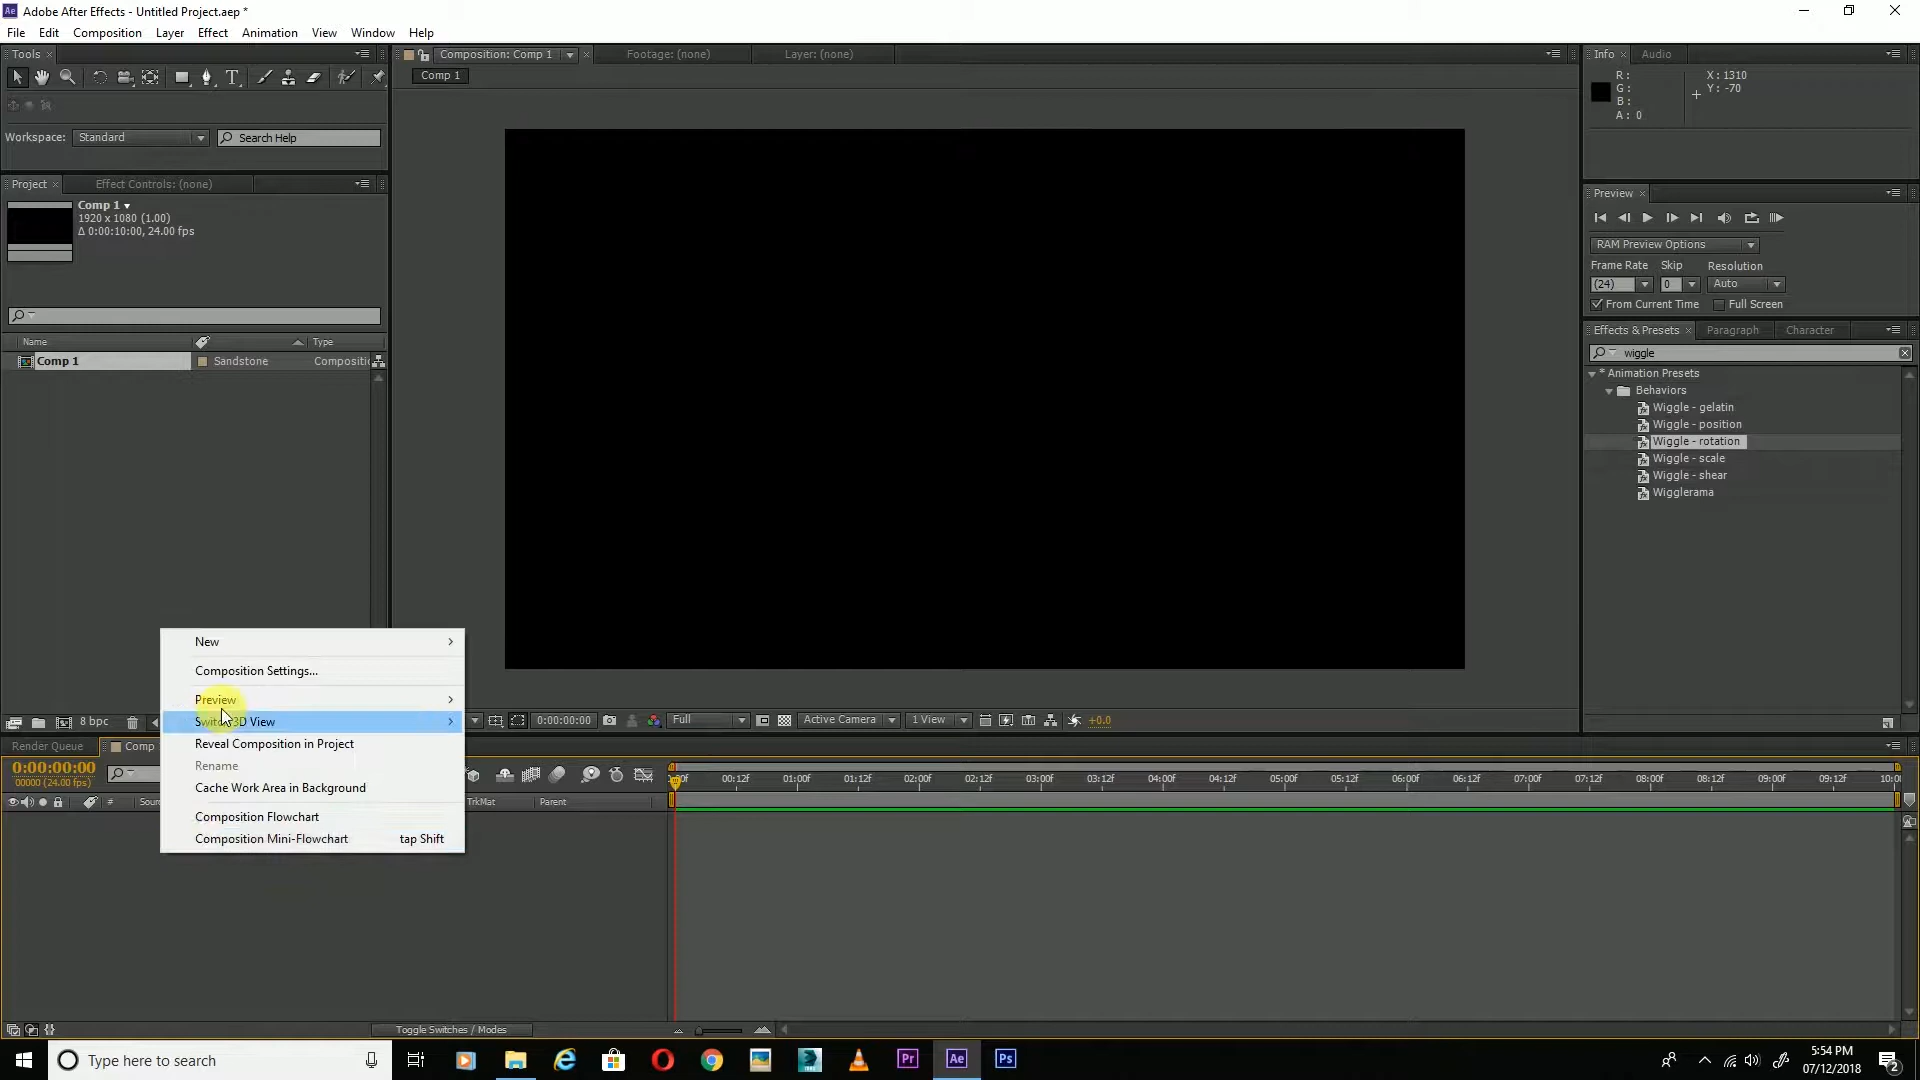 Adobe After Effects - Untitled Project.aep *
File Edit Composition Layer Effect Animation View Window Help
Tools
Composition: Comp 1 Footage: (none) Layer: (none)
Comp 1
Info Audio
R: X: 1310
G: Y: -70
B:
A: 0
Workspace: Standard Search Help
Project Effect Controls: (none)
Comp 1
1920 x 1080 (1.00)
Δ 0:00:10:00, 24.00 fps
Preview
RAM Preview Options
Frame Rate Skip Resolution
(24) 0 Auto
From Current Time Full Screen
Effects & Presets Paragraph Character
wiggle
* Animation Presets
Behaviors
Wiggle - gelatin
Wiggle - position
Wiggle - rotation
Wiggle - scale
Wiggle - shear
Wigglerama
Name Type
Comp 1 Sandstone Compositi
New
Composition Settings...
Preview
Switch 3D View
Reveal Composition in Project
Rename
Cache Work Area in Background
Composition Flowchart
Composition Mini-Flowchart tap Shift
8 bpc
0:00:00:00 Full Active Camera 1 View +0.0
Render Queue Comp
0:00:00:00
00000 (24.00 fps)
00f 00:12f 01:00f 01:12f 02:00f 02:12f 03:00f 03:12f 04:00f 04:12f 05:00f 05:12f 06:00f 06:12f 07:00f 07:12f 08:00f 08:12f 09:00f 09:12f 10:0
# Sourc TrkMat Parent
Toggle Switches / Modes
Type here to search
Pr Ae Ps
5:54 PM
07/12/2018
2